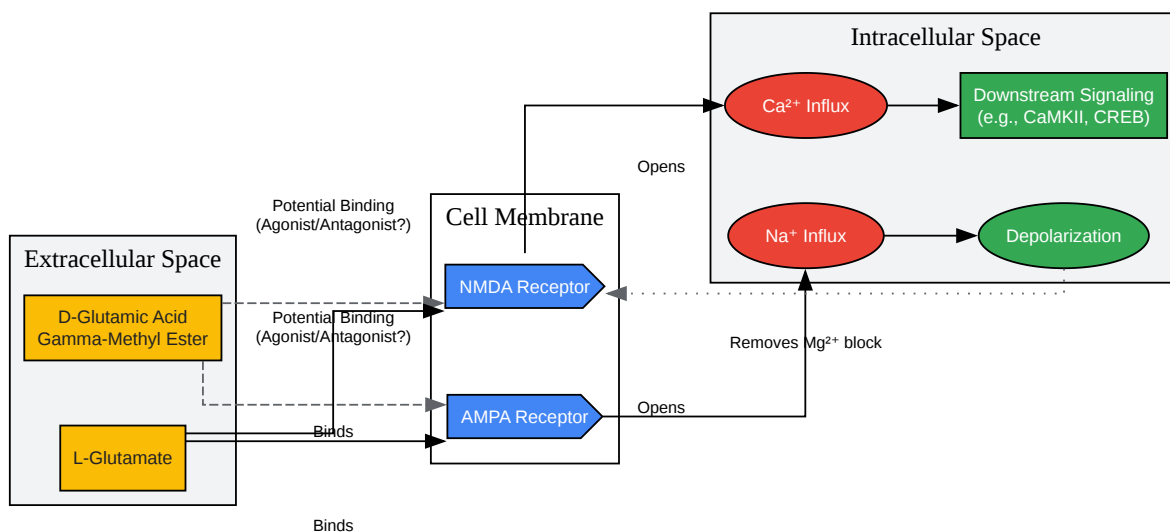 Intracellular Space
Ca²⁺ Influx
Downstream Signaling
(e.g., CaMKII, CREB)
Opens
Potential Binding
(Agonist/Antagonist?)
Cell Membrane
Na⁺ Influx
Depolarization
Extracellular Space
NMDA Receptor
D-Glutamic Acid
Gamma-Methyl Ester
Potential Binding
(Agonist/Antagonist?)
Removes Mg²⁺ block
AMPA Receptor
Opens
Binds
L-Glutamate
Binds